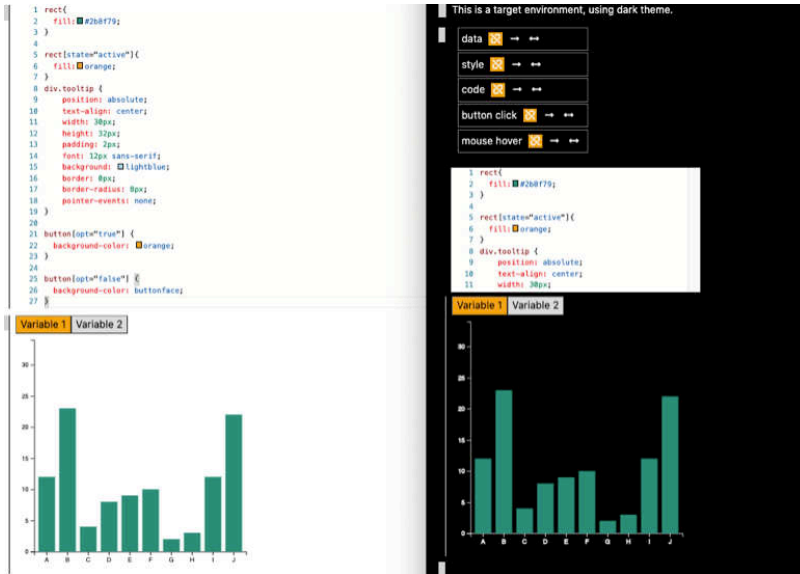 1 rect{
2 fill: #2b8f79;
3 }
4
5 rect[state="active"]{
6 fill: orange;
7 }
8 div.tooltip {
9 position: absolute;
10 text-align: center;
11 width: 30px;
12 height: 32px;
13 padding: 2px;
14 font: 12px sans-serif;
15 background: lightblue;
16 border: 0px;
17 border-radius: 8px;
18 pointer-events: none;
19 }
20
21 button[opt="true"] {
22 background-color: orange;
23 }
24
25 button[opt="false"] {
26 background-color: buttonface;
27 }
Variable 1 Variable 2
30
25
20
15
10
5
0
A B C D E F G H I J
This is a target environment, using dark theme.
data
style
code
button click
mouse hover
1 rect{
2 fill: #2b8f79;
3 }
4
5 rect[state="active"]{
6 fill: orange;
7 }
8 div.tooltip {
9 position: absolute;
10 text-align: center;
11 width: 30px;
Variable 1 Variable 2
30
25
20
15
10
5
0
A B C D E F G H I J